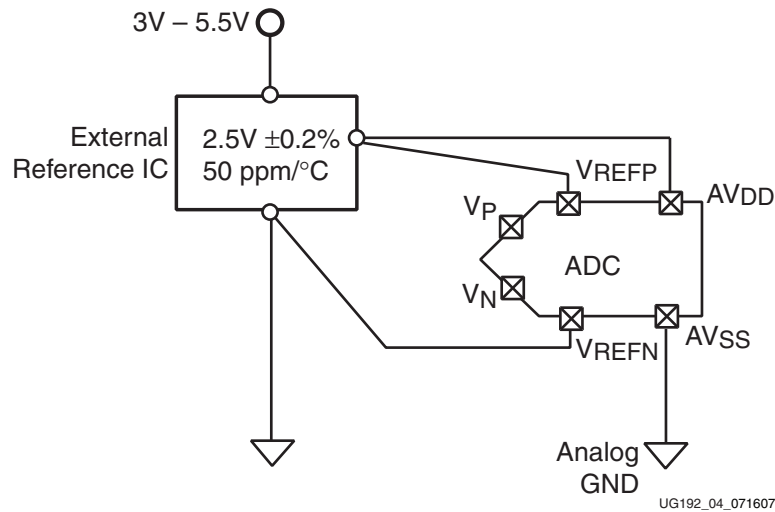 3V – 5.5V
External
Reference IC
2.5V ±0.2%
50 ppm/°C
VREFP
AVDD
VP
ADC
VN
VREFN
AVSS
Analog
GND
UG192_04_071607